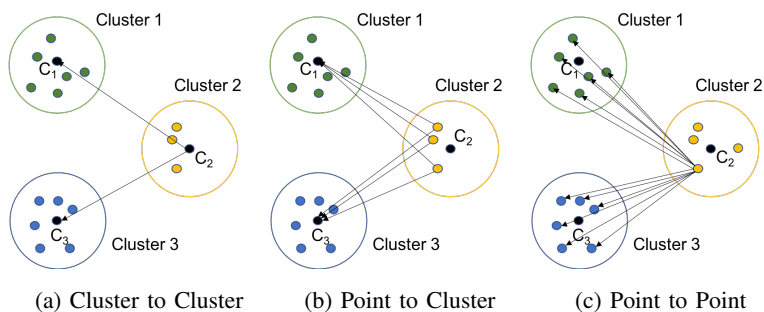 Cluster 1
C1
Cluster 2
C2
C3
Cluster 3
(a) Cluster to Cluster
Cluster 1
C1
Cluster 2
C2
C3
Cluster 3
(b) Point to Cluster
Cluster 1
C1
Cluster 2
C2
C3
Cluster 3
(c) Point to Point